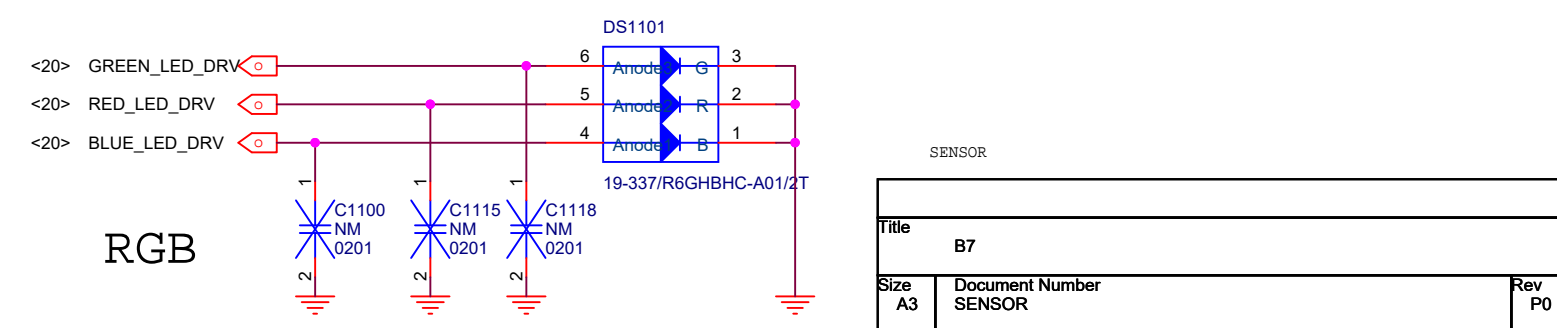 DS1101
<20> GREEN_LED_DRV 6 Anode3 G 3
<20> RED_LED_DRV 5 Anode2 R 2
<20> BLUE_LED_DRV 4 Anode1 B 1
19-337/R6GHBHC-A01/2T
1 C1100 NM 0201 2
1 C1115 NM 0201 2
1 C1118 NM 0201 2
RGB
SENSOR
Title
B7
Size Document Number Rev
A3 SENSOR P0